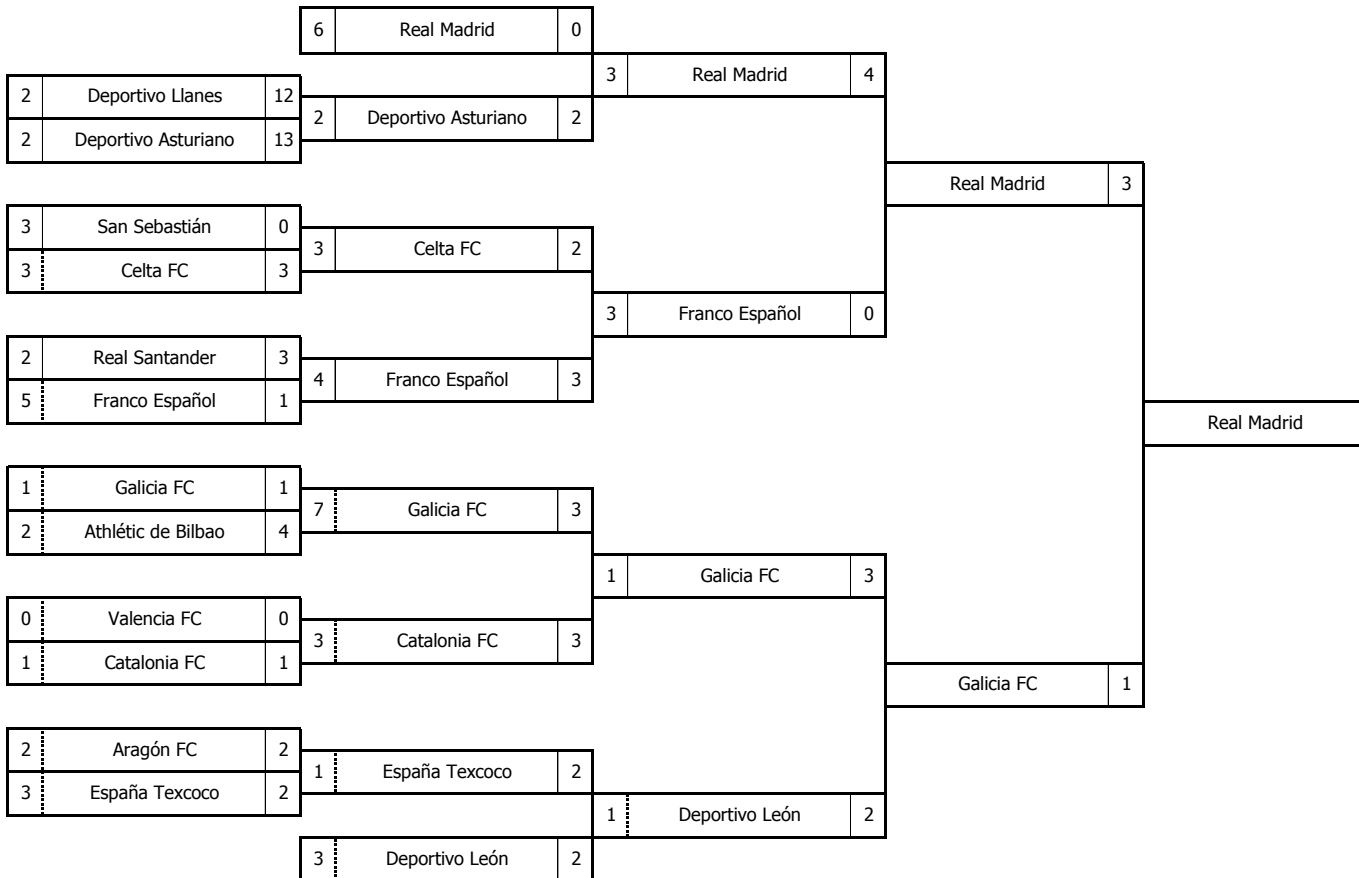 6 Real Madrid 0
3 Real Madrid 4
2 Deportivo Llanes 12
2 Deportivo Asturiano 2
2 Deportivo Asturiano 13
Real Madrid 3
3 San Sebastián 0
3 Celta FC 2
3 Celta FC 3
3 Franco Español 0
2 Real Santander 3
4 Franco Español 3
5 Franco Español 1
Real Madrid
1 Galicia FC 1
7 Galicia FC 3
2 Athlétic de Bilbao 4
1 Galicia FC 3
0 Valencia FC 0
3 Catalonia FC 3
1 Catalonia FC 1
Galicia FC 1
2 Aragón FC 2
1 España Texcoco 2
3 España Texcoco 2
1 Deportivo León 2
3 Deportivo León 2